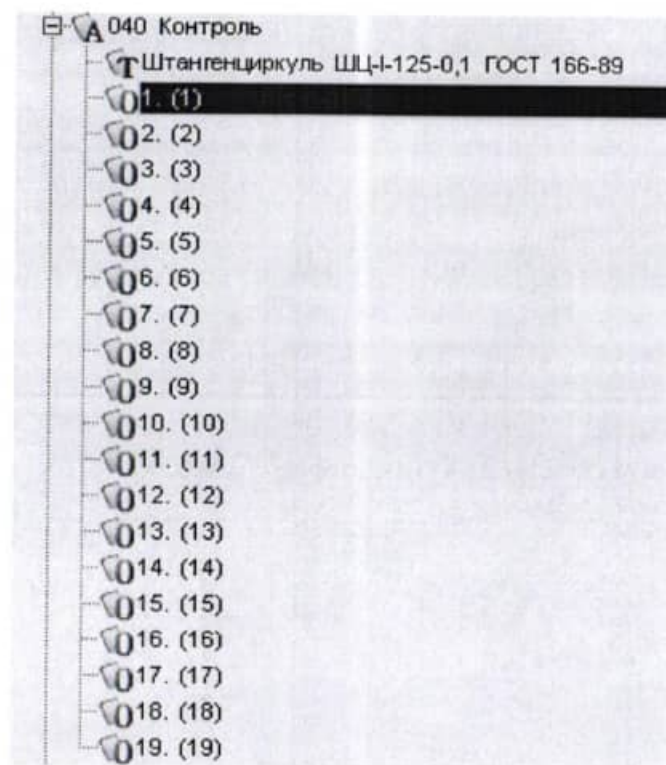 А 040 Контроль
Т Штангенциркуль ШЦ-I-125-0,1 ГОСТ 166-89
О 1. (1)
О 2. (2)
О 3. (3)
О 4. (4)
О 5. (5)
О 6. (6)
О 7. (7)
О 8. (8)
О 9. (9)
О 10. (10)
О 11. (11)
О 12. (12)
О 13. (13)
О 14. (14)
О 15. (15)
О 16. (16)
О 17. (17)
О 18. (18)
О 19. (19)